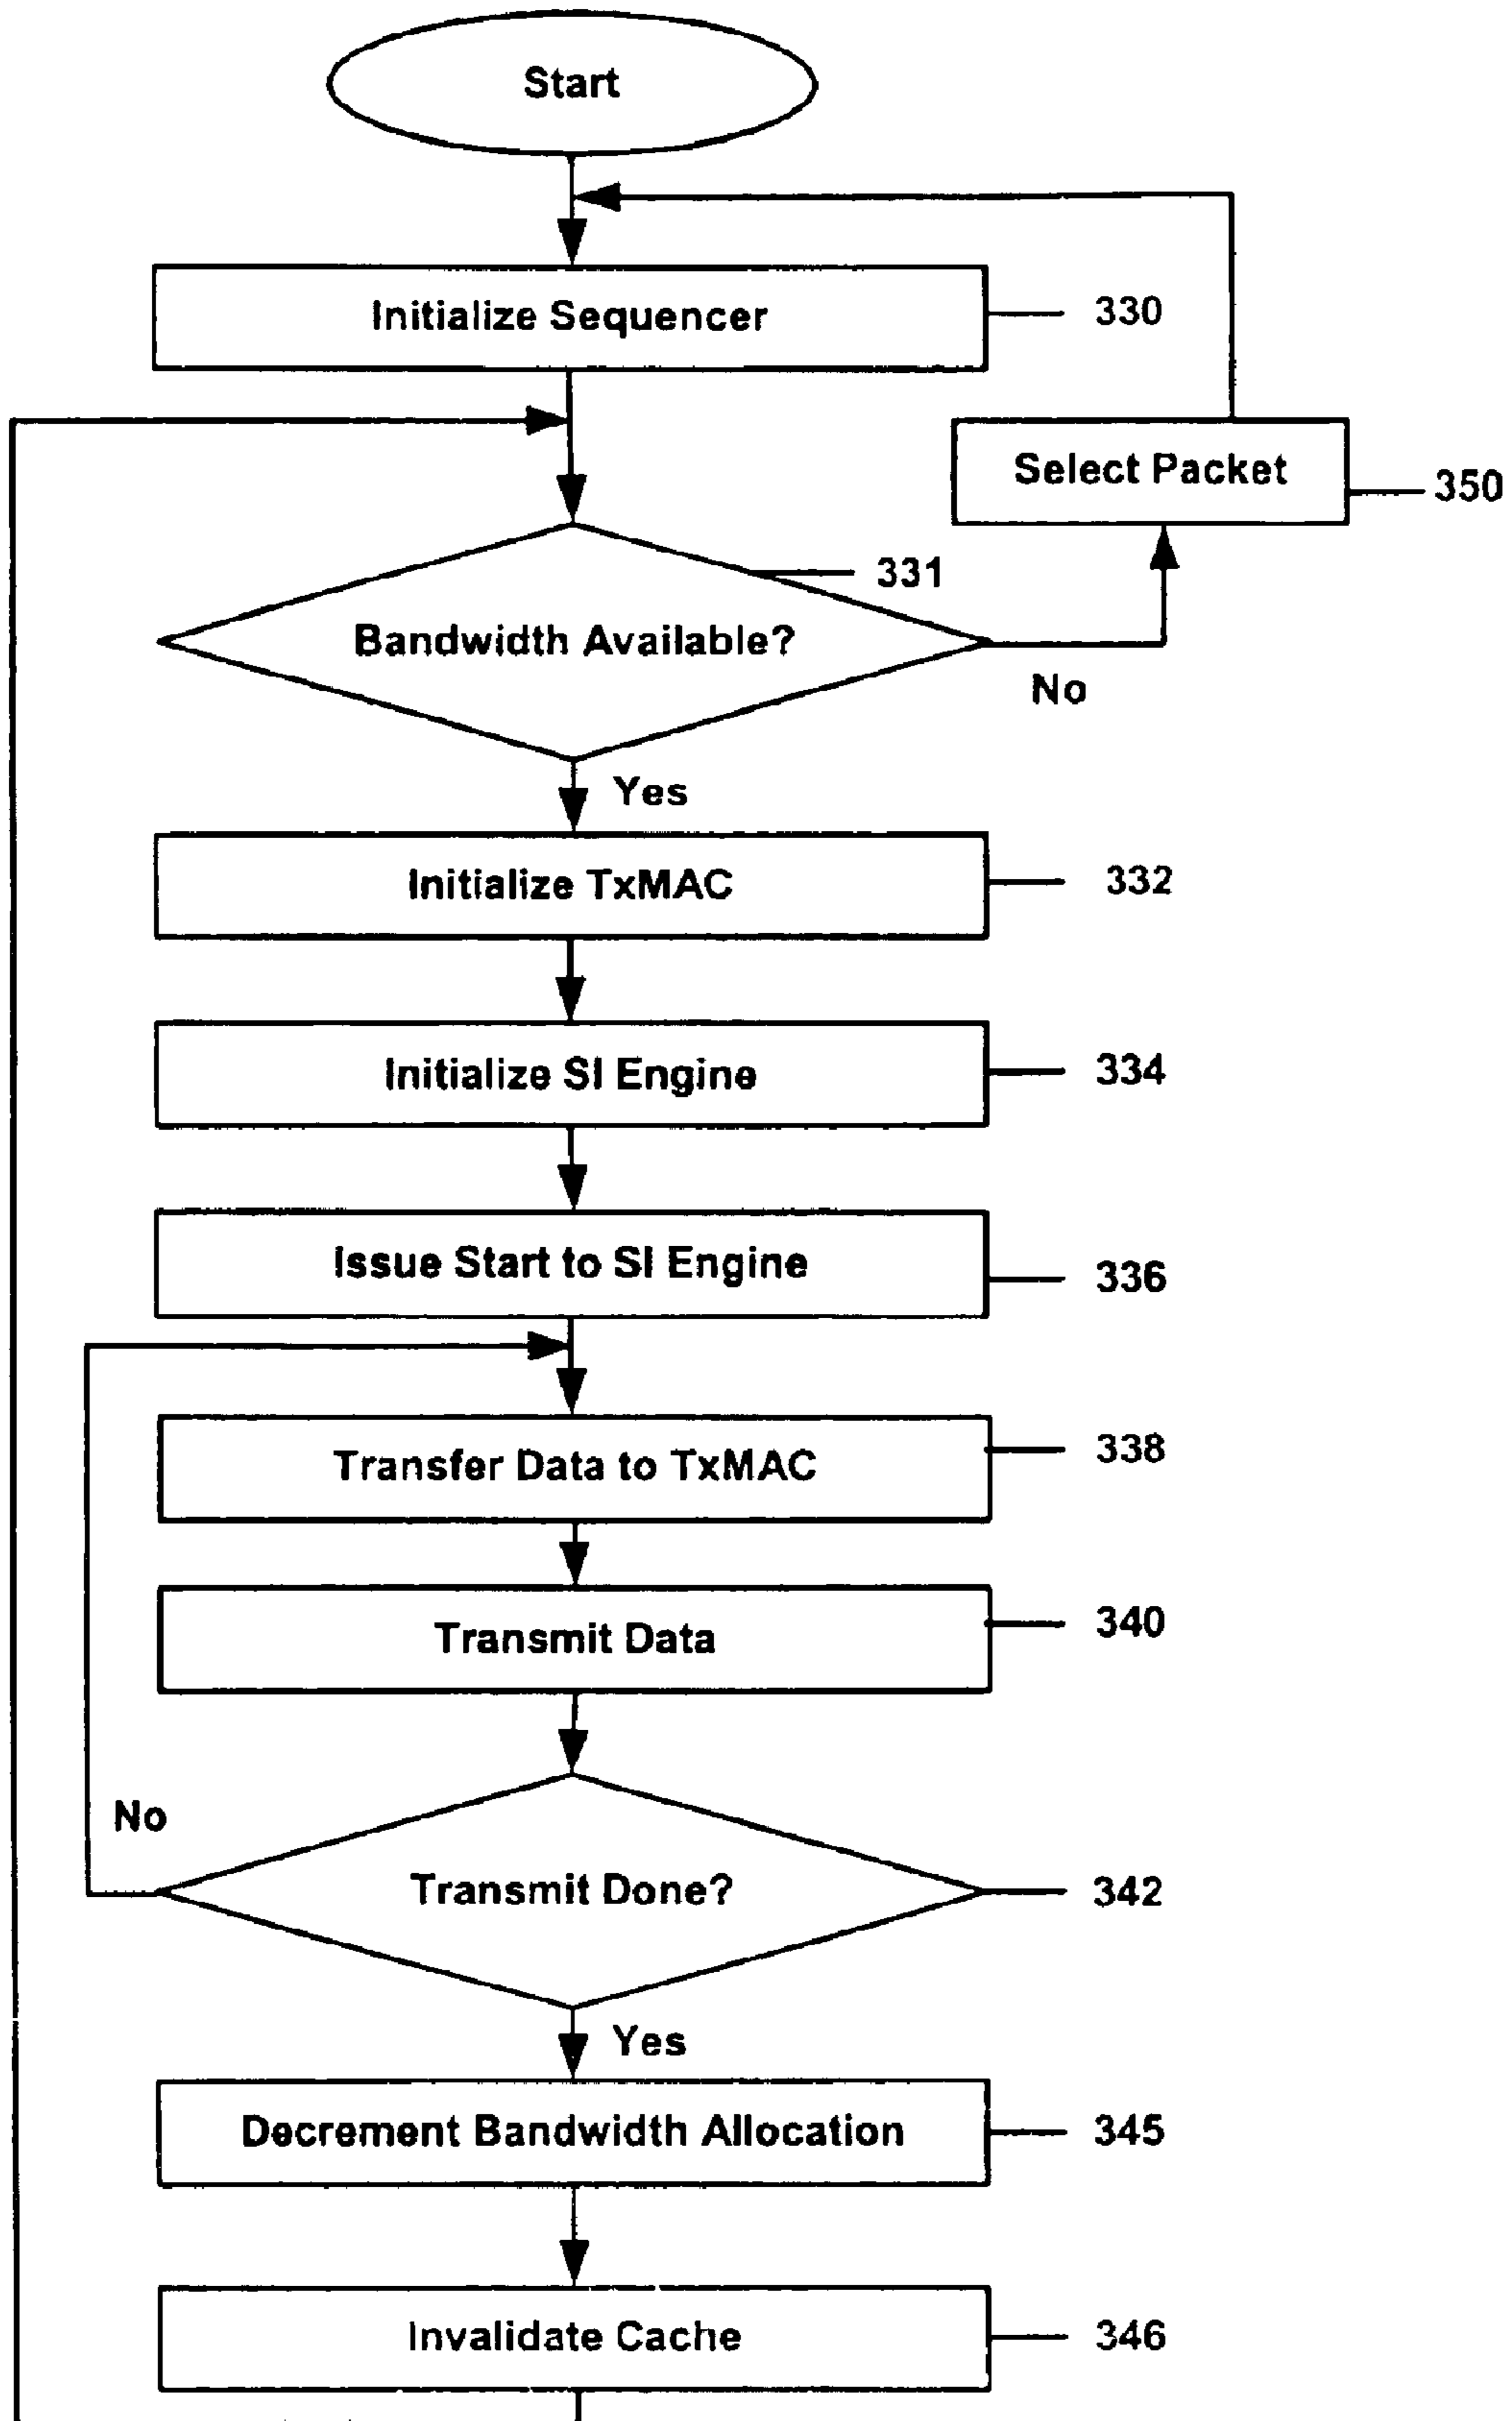 Start
Initialize Sequencer
330
Select Packet
350
331
Bandwidth Available?
No
Yes
Initialize TxMAC
332
Initialize SI Engine
334
Issue Start to SI Engine
336
Transfer Data to TxMAC
338
Transmit Data
340
No
Transmit Done?
342
Yes
Decrement Bandwidth Allocation
345
Invalidate Cache
346